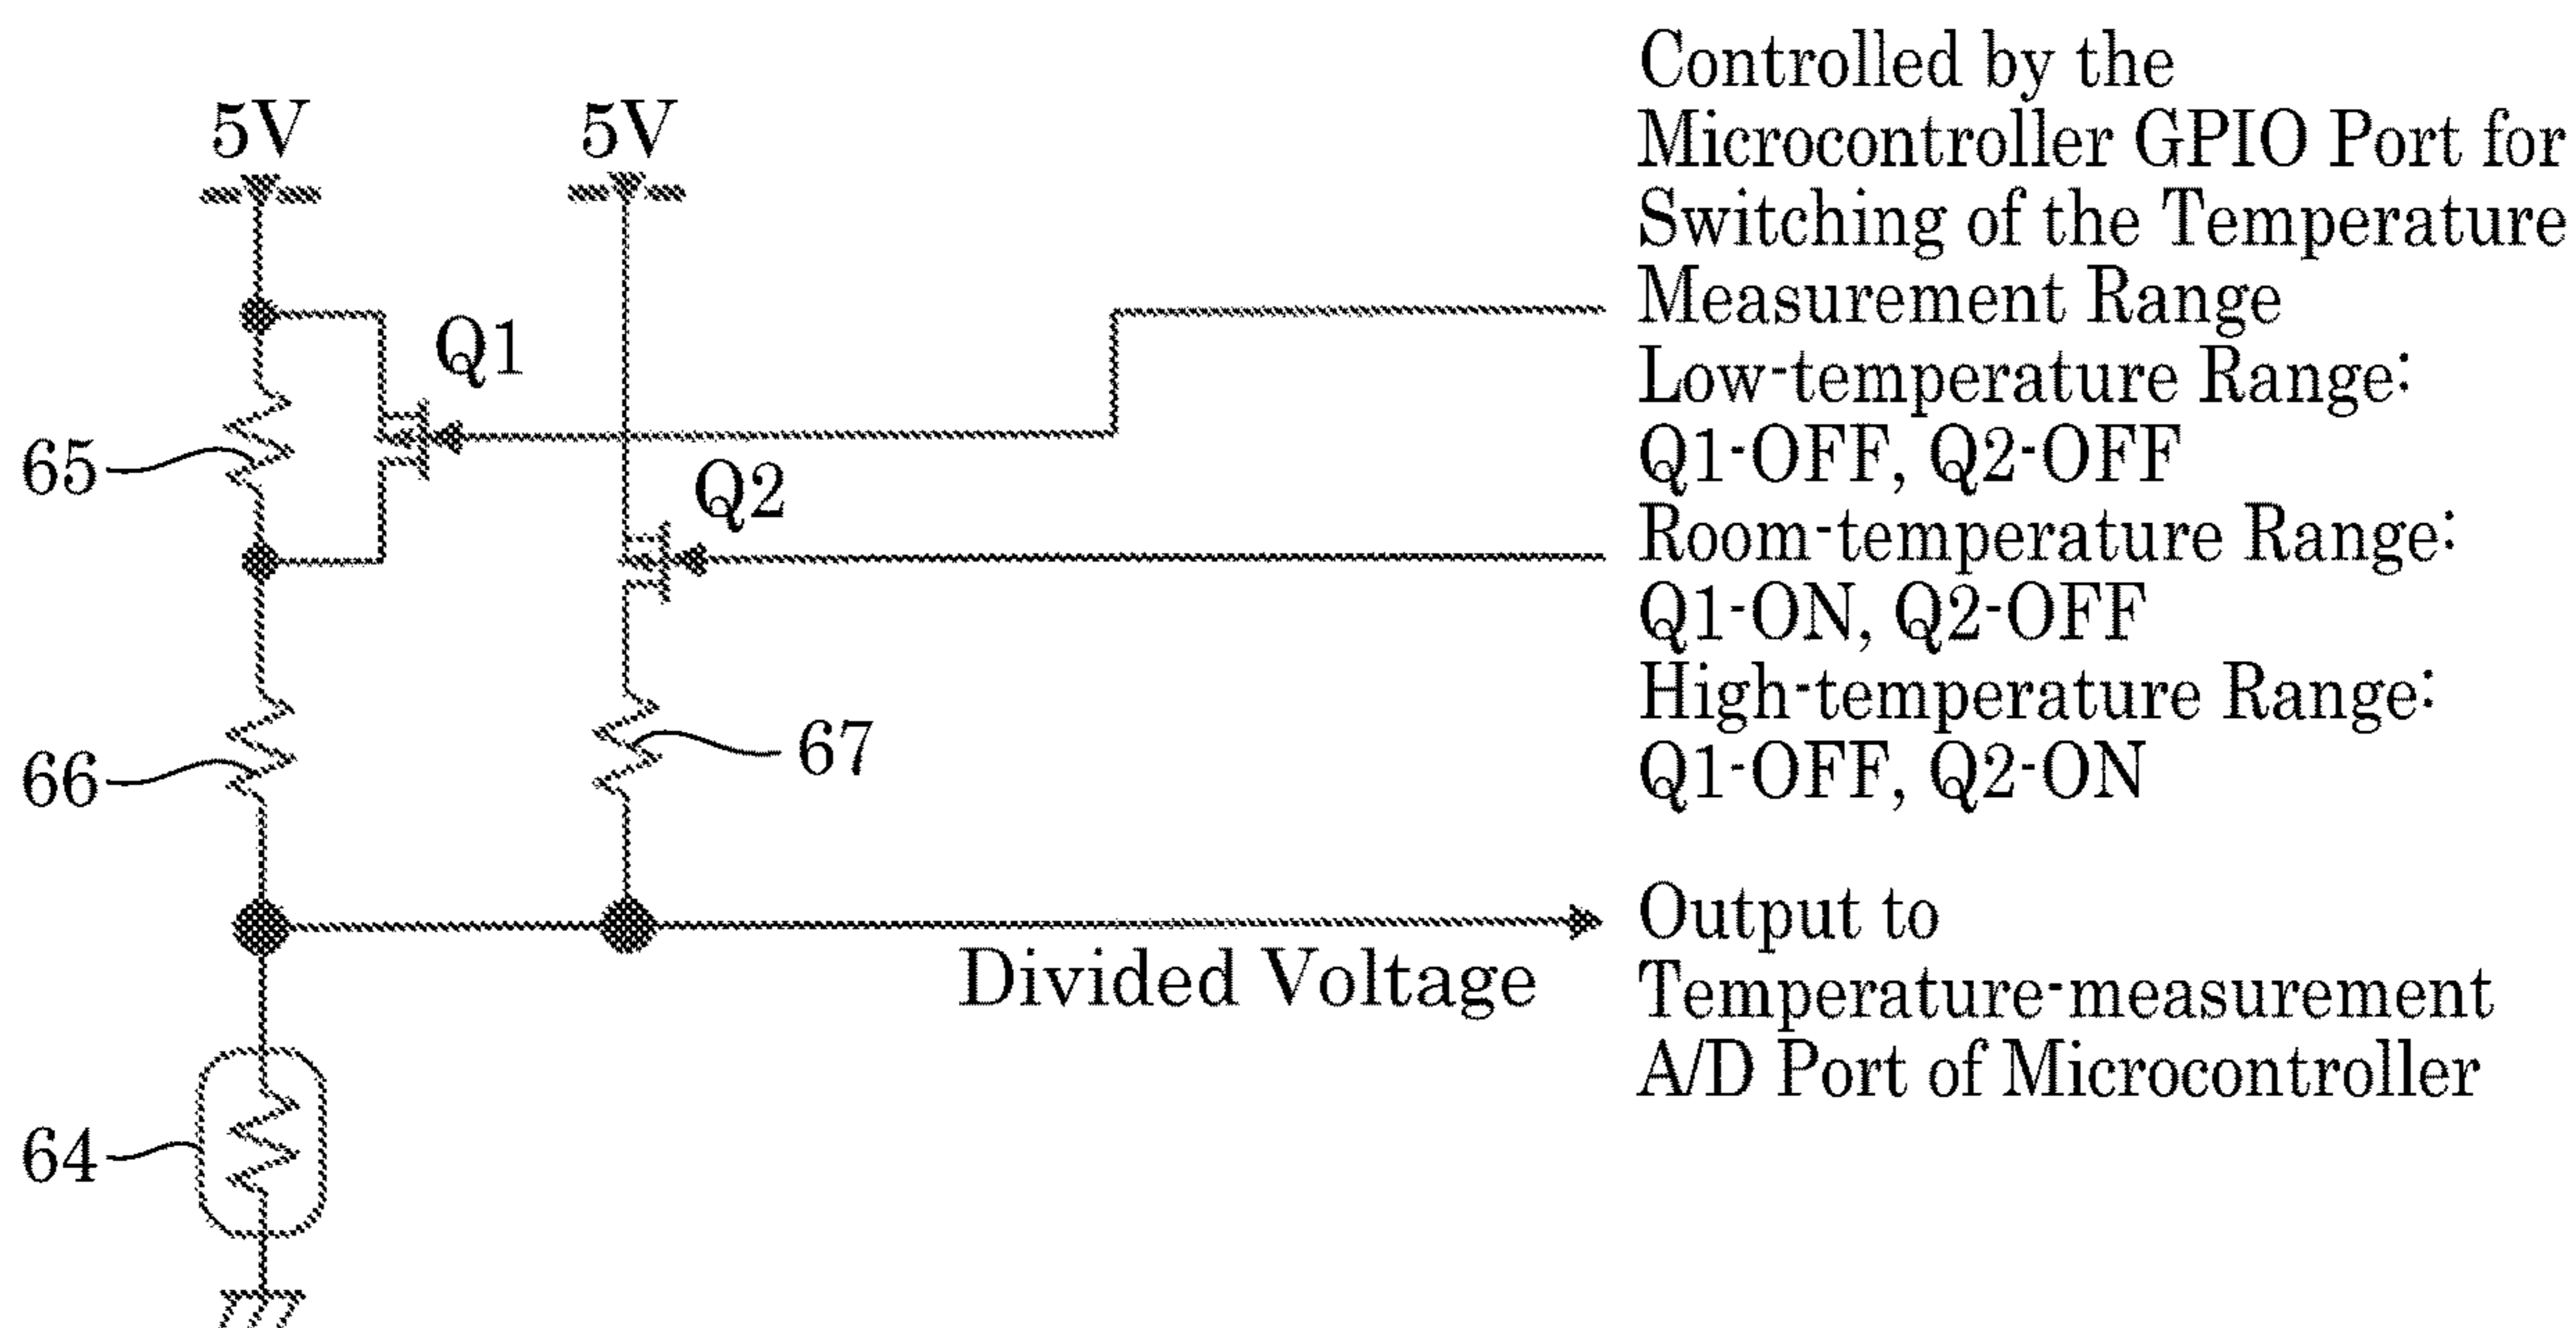 5V
5V
Q1
Q2
65
66
67
64
Controlled by the
Microcontroller GPIO Port for
Switching of the Temperature
Measurement Range
Low-temperature Range:
Q1-OFF, Q2-OFF
Room-temperature Range:
Q1-ON, Q2-OFF
High-temperature Range:
Q1-OFF, Q2-ON
Divided Voltage
Output to
Temperature-measurement
A/D Port of Microcontroller